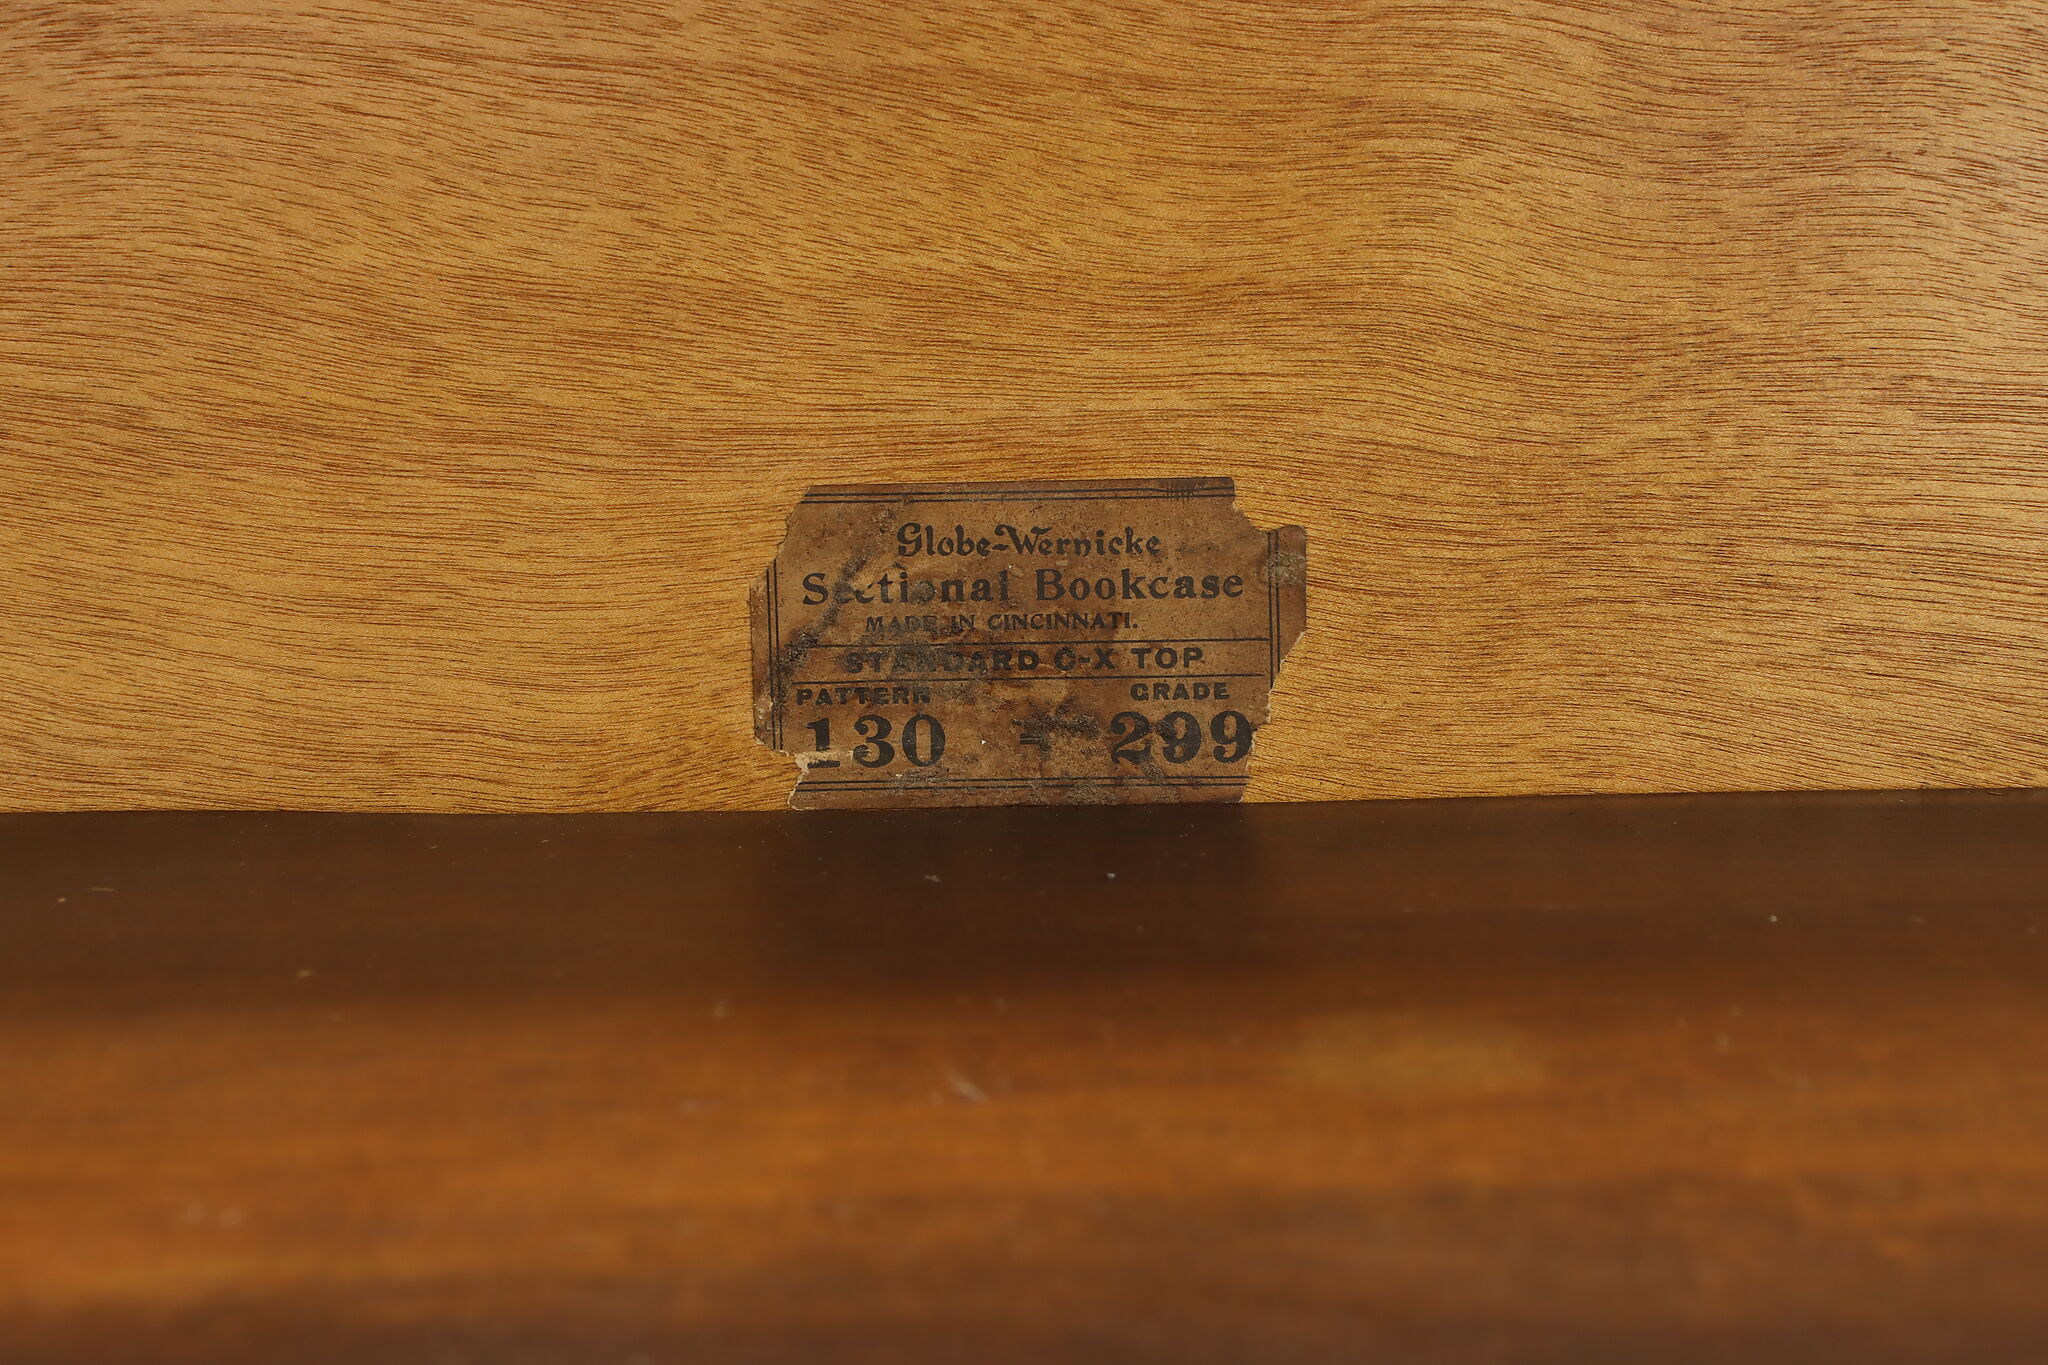 Globe-Wernicke
Sectional Bookcase
MADE IN CINCINNATI.
STANDARD C-X TOP
PATTERN GRADE
130 299